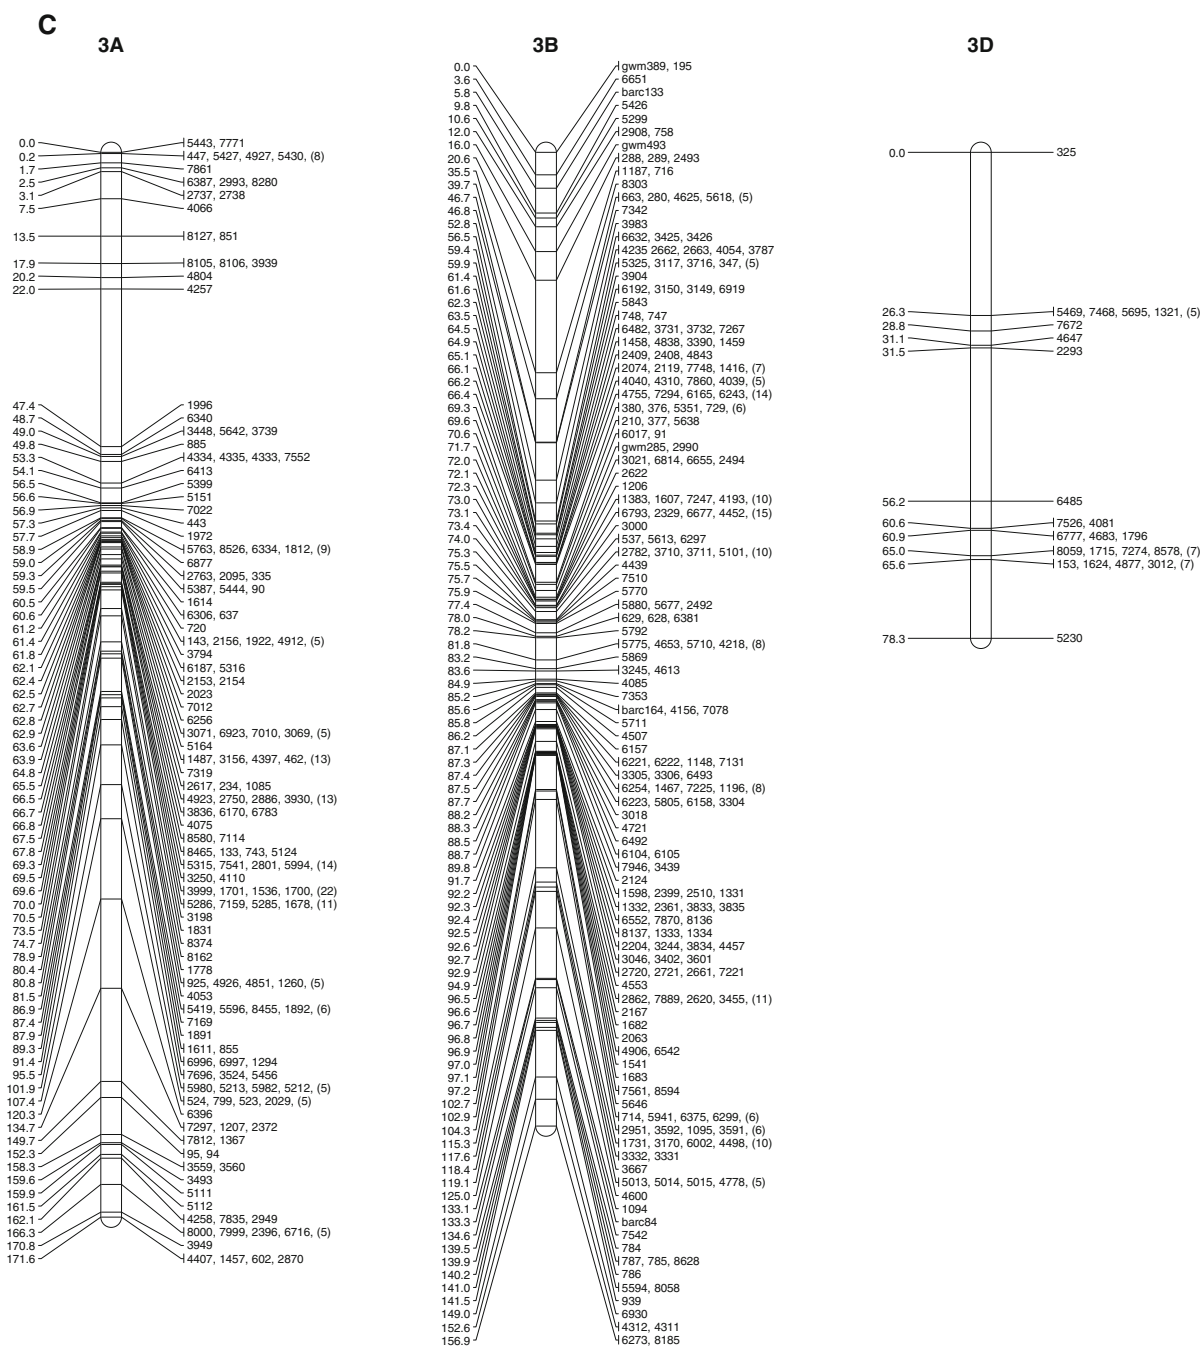 C
3A
0.0 5443, 7771
0.2 447, 5427, 4927, 5430, (8)
1.7 7861
2.5 6387, 2993, 8280
3.1 2737, 2738
7.5 4066
13.5 8127, 851
17.9 8105, 8106, 3939
20.2 4804
22.0 4257
47.4 1996
48.7 6340
49.0 3448, 5642, 3739
49.8 885
53.3 4334, 4335, 4333, 7552
54.1 6413
56.5 5399
56.6 5151
56.9 7022
57.3 443
57.7 1972
58.9 5763, 8526, 6334, 1812, (9)
59.0 6877
59.3 2763, 2095, 335
59.5 5387, 5444, 90
60.5 1614
60.6 6306, 637
61.2 720
61.4 143, 2156, 1922, 4912, (5)
61.8 3794
62.1 6187, 5316
62.4 2153, 2154
62.5 2023
62.7 7012
62.8 6256
62.9 3071, 6923, 7010, 3069, (5)
63.6 5164
63.9 1487, 3156, 4397, 462, (13)
64.8 7319
65.5 2617, 234, 1085
66.5 4923, 2750, 2886, 3930, (13)
66.7 3836, 6170, 6783
66.8 4075
67.5 8580, 7114
67.8 8465, 133, 743, 5124
69.3 5315, 7541, 2801, 5994, (14)
69.5 3250, 4110
69.6 3999, 1701, 1536, 1700, (22)
70.0 5286, 7159, 5285, 1678, (11)
70.5 3198
73.5 1831
74.7 8374
78.9 8162
80.4 1778
80.8 925, 4926, 4851, 1260, (5)
81.5 4053
86.9 5419, 5596, 8455, 1892, (6)
87.4 7169
87.9 1891
89.3 1611, 855
91.4 6996, 6997, 1294
95.5 7696, 3524, 5456
101.9 5980, 5213, 5982, 5212, (5)
107.4 524, 799, 523, 2029, (5)
120.3 6396
134.7 7297, 1207, 2372
149.7 7812, 1367
152.3 95, 94
158.3 3559, 3560
159.6 3493
159.9 5111
161.5 5112
162.1 4258, 7835, 2949
166.3 8000, 7999, 2396, 6716, (5)
170.8 3949
171.6 4407, 1457, 602, 2870
3B
0.0 gwm389, 195
3.6 6651
5.8 barc133
9.8 5426
10.6 5299
12.0 2908, 758
16.0 gwm493
20.6 288, 289, 2493
35.5 1187, 716
39.7 8303
46.7 663, 280, 4625, 5618, (5)
46.8 7342
52.8 3983
56.5 6632, 3425, 3426
59.4 4235 2662, 2663, 4054, 3787
59.9 5325, 3117, 3716, 347, (5)
61.4 3904
61.6 6192, 3150, 3149, 6919
62.3 5843
63.5 748, 747
64.5 6482, 3731, 3732, 7267
64.9 1458, 4838, 3390, 1459
65.1 2409, 2408, 4843
66.1 2074, 2119, 7748, 1416, (7)
66.2 4040, 4310, 7860, 4039, (5)
66.4 4755, 7294, 6165, 6243, (14)
69.3 380, 376, 5351, 729, (6)
69.6 210, 377, 5638
70.6 6017, 91
71.7 gwm285, 2990
72.0 3021, 6814, 6655, 2494
72.1 2622
72.3 1206
73.0 1383, 1607, 7247, 4193, (10)
73.1 6793, 2329, 6677, 4452, (15)
73.4 3000
74.0 537, 5613, 6297
75.3 2782, 3710, 3711, 5101, (10)
75.5 4439
75.7 7510
75.9 5770
77.4 5880, 5677, 2492
78.0 629, 628, 6381
78.2 5792
81.8 5775, 4653, 5710, 4218, (8)
83.2 5869
83.6 3245, 4613
84.9 4085
85.2 7353
85.6 barc164, 4156, 7078
85.8 5711
86.2 4507
87.1 6157
87.3 6221, 6222, 1148, 7131
87.4 3305, 3306, 6493
87.5 6254, 1467, 7225, 1196, (8)
87.7 6223, 5805, 6158, 3304
88.2 3018
88.3 4721
88.5 6492
88.7 6104, 6105
89.8 7946, 3439
91.7 2124
92.2 1598, 2399, 2510, 1331
92.3 1332, 2361, 3833, 3835
92.4 6552, 7870, 8136
92.5 8137, 1333, 1334
92.6 2204, 3244, 3834, 4457
92.7 3046, 3402, 3601
92.9 2720, 2721, 2661, 7221
94.9 4553
96.5 2862, 7889, 2620, 3455, (11)
96.6 2167
96.7 1682
96.8 2063
96.9 4906, 6542
97.0 1541
97.1 1683
97.2 7561, 8594
102.7 5646
102.9 714, 5941, 6375, 6299, (6)
104.3 2951, 3592, 1095, 3591, (6)
115.3 1731, 3170, 6002, 4498, (10)
117.6 3332, 3331
118.4 3667
119.1 5013, 5014, 5015, 4778, (5)
125.0 4600
133.1 1094
133.3 barc84
134.6 7542
139.5 784
139.9 787, 785, 8628
140.2 786
141.0 5594, 8058
141.5 939
149.0 6930
152.6 4312, 4311
156.9 6273, 8185
3D
0.0 325
26.3 5469, 7468, 5695, 1321, (5)
28.8 7672
31.1 4647
31.5 2293
56.2 6485
60.6 7526, 4081
60.9 6777, 4683, 1796
65.0 8059, 1715, 7274, 8578, (7)
65.6 153, 1624, 4877, 3012, (7)
78.3 5230